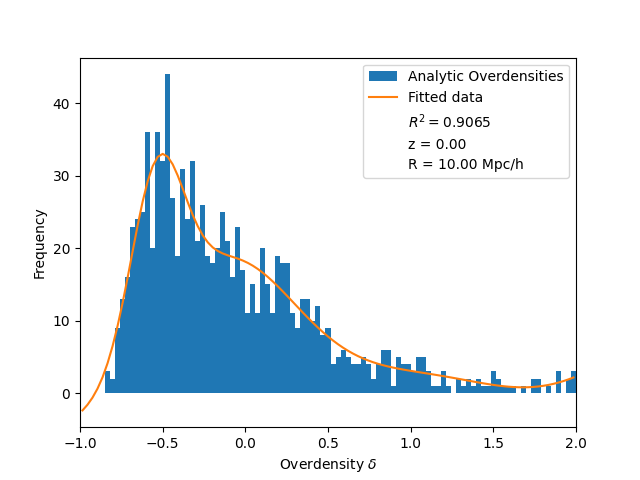 Analytic Overdensities
Fitted data
R² = 0.9065
z = 0.00
R = 10.00 Mpc/h
Frequency
40
30
20
10
0
−1.0 −0.5 0.0 0.5 1.0 1.5 2.0
Overdensity δ